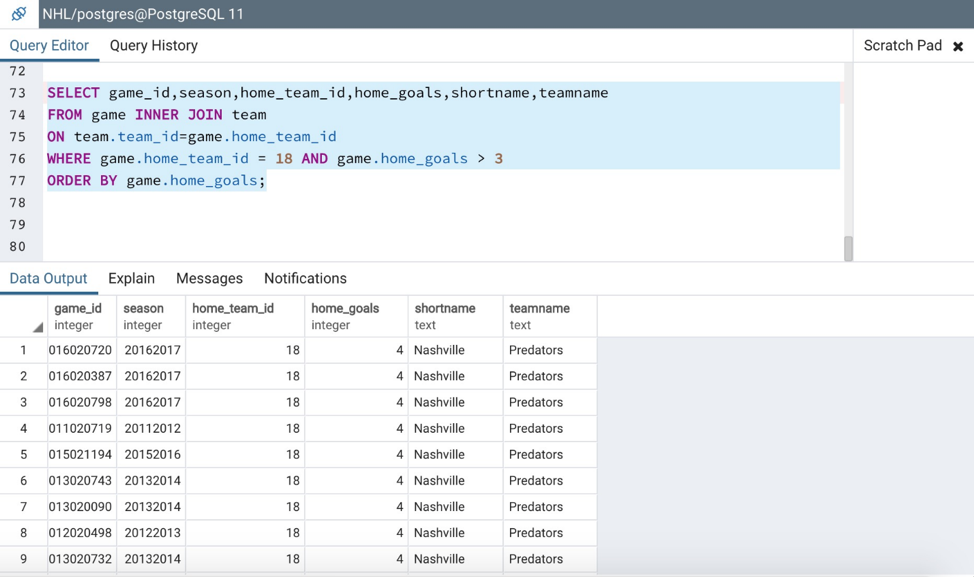 NHL/postgres@PostgreSQL 11
Query Editor Query History Scratch Pad
72
73 SELECT game_id,season,home_team_id,home_goals,shortname,teamname
74 FROM game INNER JOIN team
75 ON team.team_id=game.home_team_id
76 WHERE game.home_team_id = 18 AND game.home_goals > 3
77 ORDER BY game.home_goals;
78
79
80
Data Output Explain Messages Notifications
game_id season home_team_id home_goals shortname teamname
integer integer integer integer text text
1 016020720 20162017 18 4 Nashville Predators
2 016020387 20162017 18 4 Nashville Predators
3 016020798 20162017 18 4 Nashville Predators
4 011020719 20112012 18 4 Nashville Predators
5 015021194 20152016 18 4 Nashville Predators
6 013020743 20132014 18 4 Nashville Predators
7 013020090 20132014 18 4 Nashville Predators
8 012020498 20122013 18 4 Nashville Predators
9 013020732 20132014 18 4 Nashville Predators